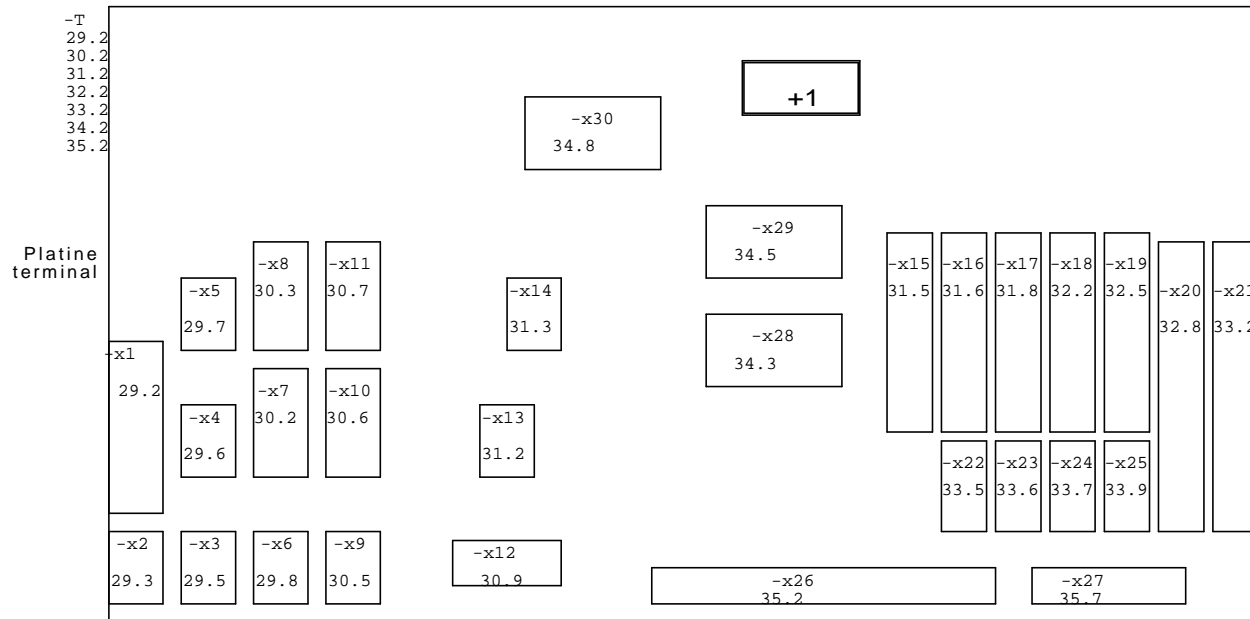 -T
29.2
30.2
31.2
32.2
33.2
34.2
35.2
+1
-x30
34.8
-x29
34.5
Platine
terminal
-x8
30.3
-x11
30.7
-x15
31.5
-x16
31.6
-x17
31.8
-x18
32.2
-x19
32.5
-x5
29.7
-x14
31.3
-x20
32.8
-x21
33.2
-x28
34.3
-x1
29.2
-x7
30.2
-x10
30.6
-x4
29.6
-x13
31.2
-x22
33.5
-x23
33.6
-x24
33.7
-x25
33.9
-x2
29.3
-x3
29.5
-x6
29.8
-x9
30.5
-x12
30.9
-x26
35.2
-x27
35.7